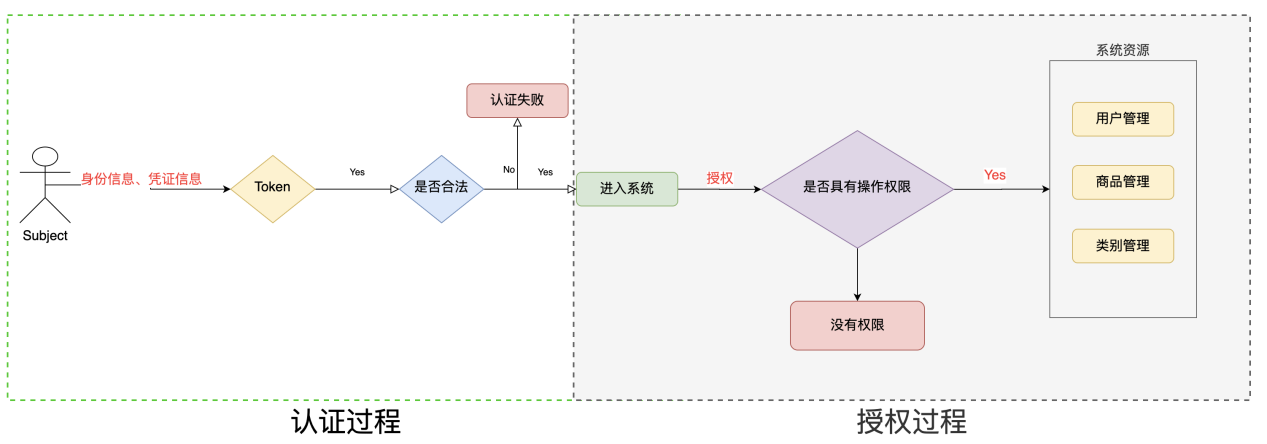 Subject
身份信息、凭证信息
Token
Yes
是否合法
No
认证失败
Yes
进入系统
授权
是否具有操作权限
没有权限
Yes
系统资源
用户管理
商品管理
类别管理
认证过程
授权过程